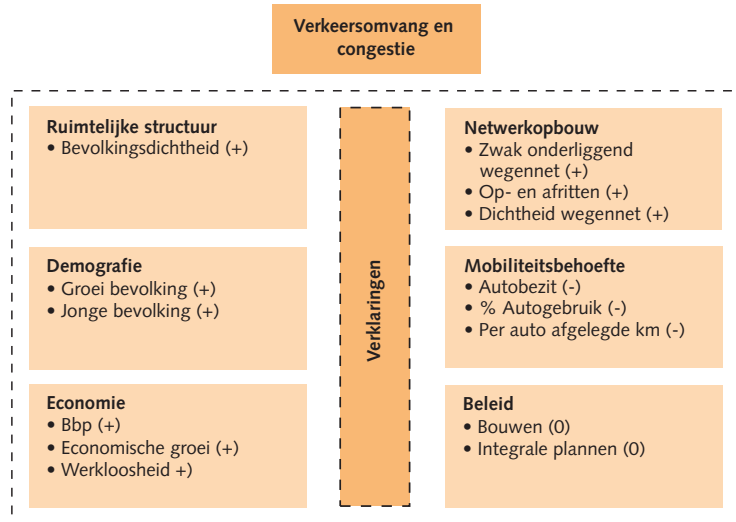 Verkeersomvang en
congestie
Ruimtelijke structuur
• Bevolkingsdichtheid (+)
Demografie
• Groei bevolking (+)
• Jonge bevolking (+)
Economie
• Bbp (+)
• Economische groei (+)
• Werkloosheid +)
Verklaringen
Netwerkopbouw
• Zwak onderliggend
wegennet (+)
• Op- en afritten (+)
• Dichtheid wegennet (+)
Mobiliteitsbehoefte
• Autobezit (-)
• % Autogebruik (-)
• Per auto afgelegde km (-)
Beleid
• Bouwen (0)
• Integrale plannen (0)